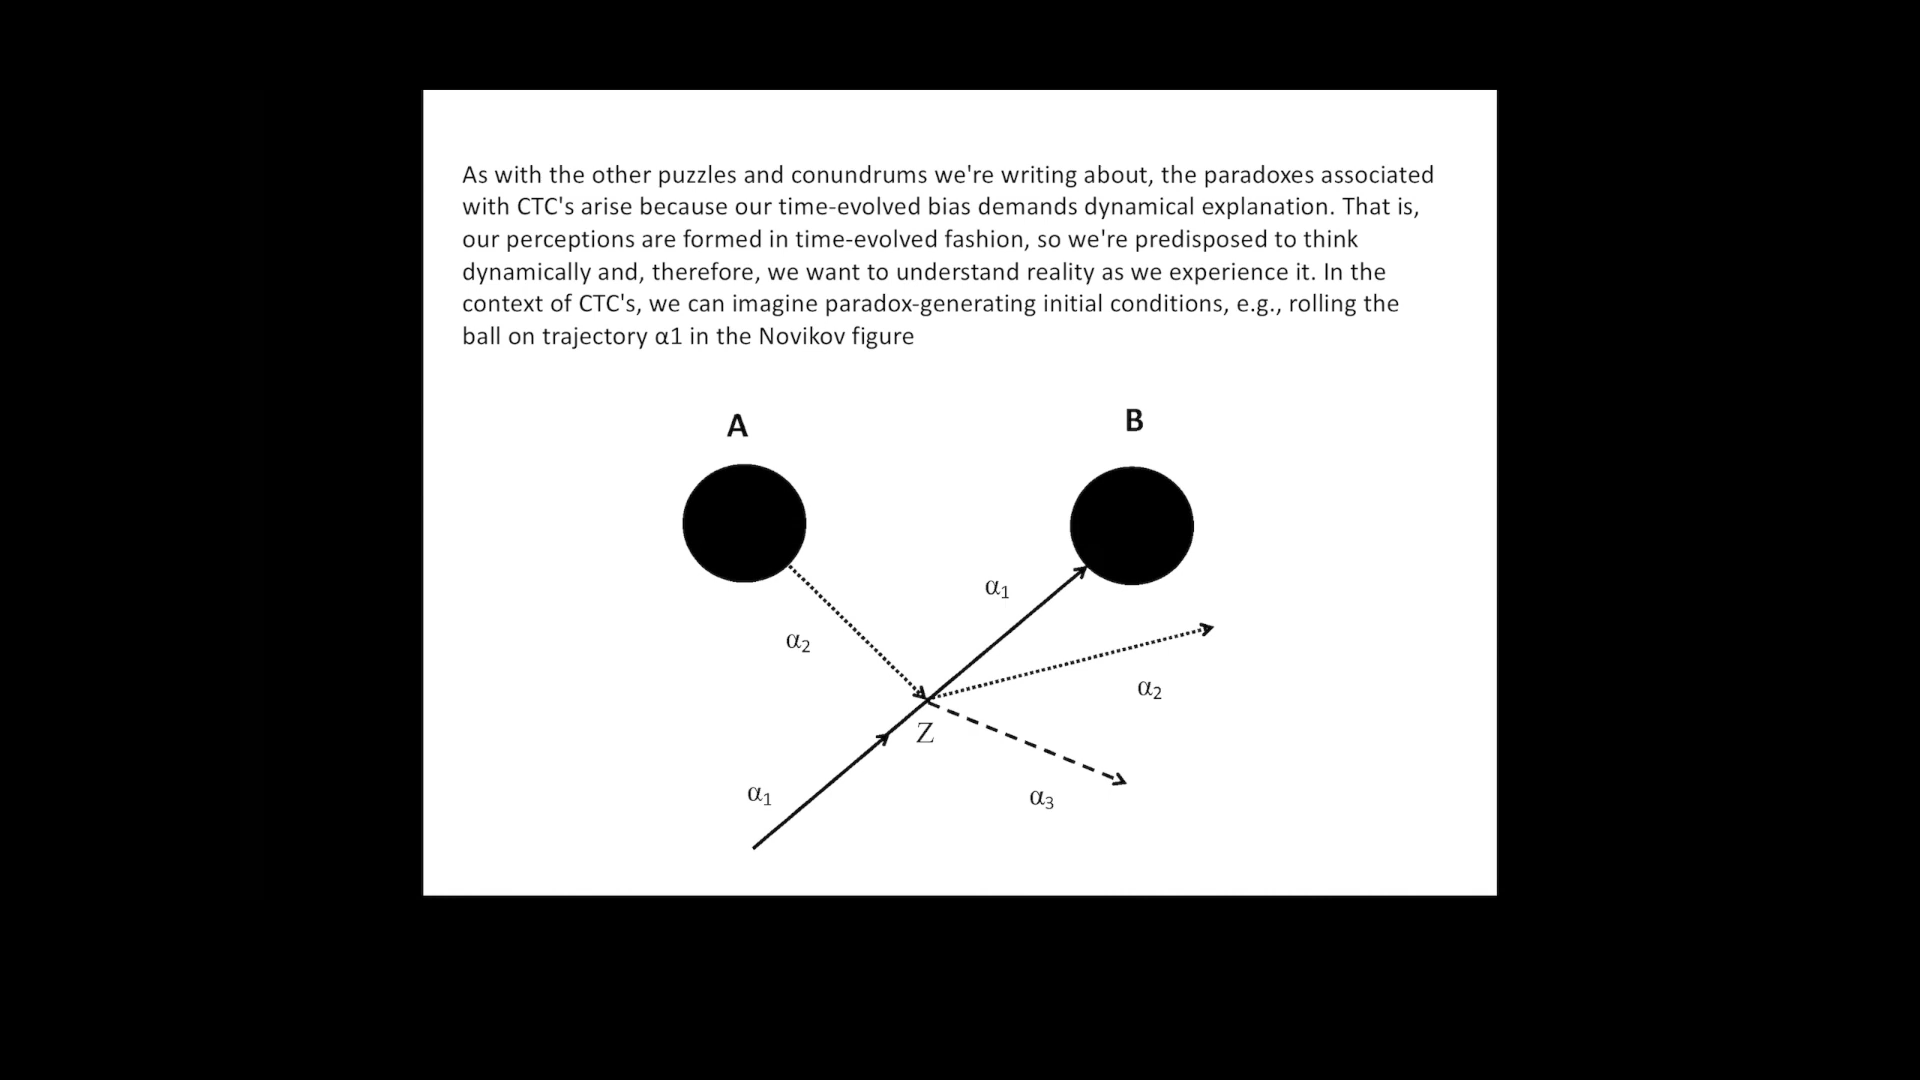 As with the other puzzles and conundrums we're writing about, the paradoxes associated
with CTC's arise because our time-evolved bias demands dynamical explanation. That is,
our perceptions are formed in time-evolved fashion, so we're predisposed to think
dynamically and, therefore, we want to understand reality as we experience it. In the
context of CTC's, we can imagine paradox-generating initial conditions, e.g., rolling the
ball on trajectory α1 in the Novikov figure
A
B
α₁
α₂
α₂
Z
α₁
α₃